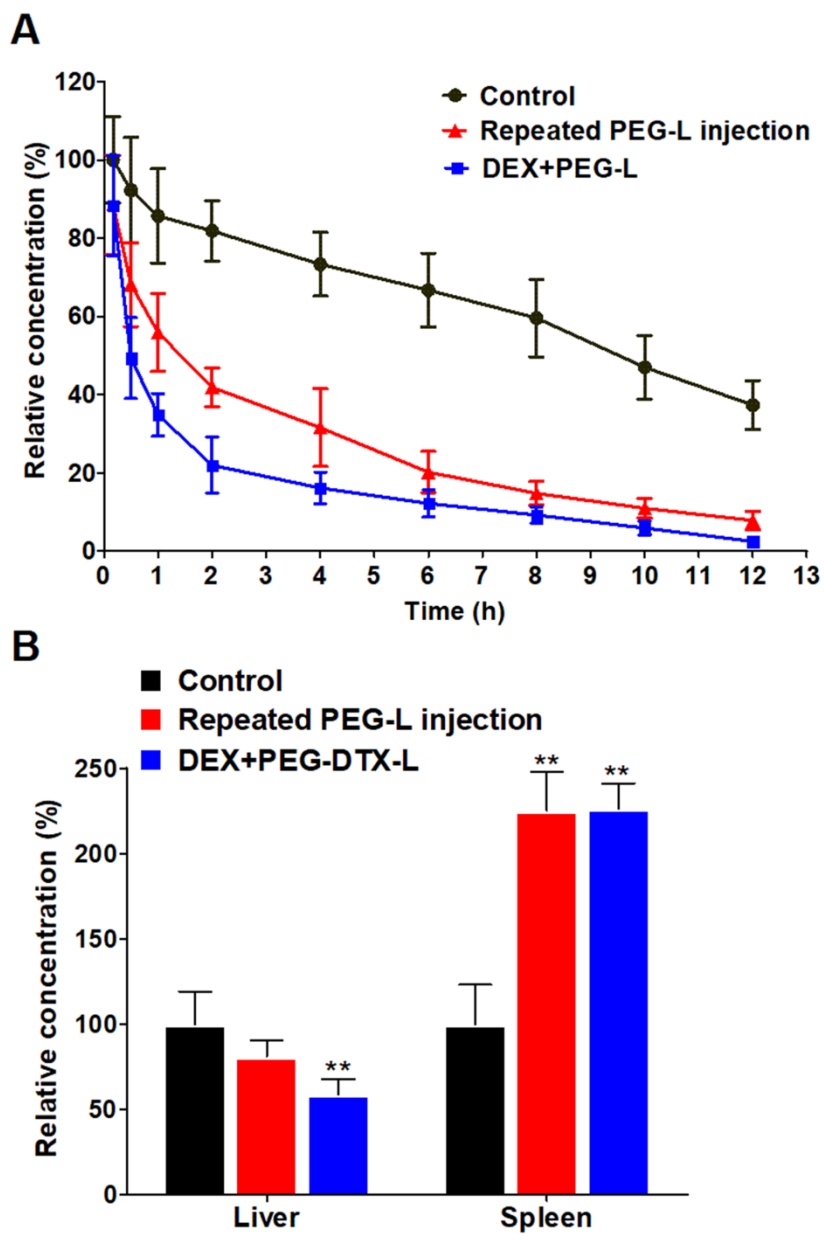 A
Relative concentration (%)
120
100
80
60
40
20
0
Control
Repeated PEG-L injection
DEX+PEG-L
0 1 2 3 4 5 6 7 8 9 10 11 12 13
Time (h)
B
Control
Repeated PEG-L injection
DEX+PEG-DTX-L
Relative concentration (%)
250
200
150
100
50
0
**
** **
Liver Spleen